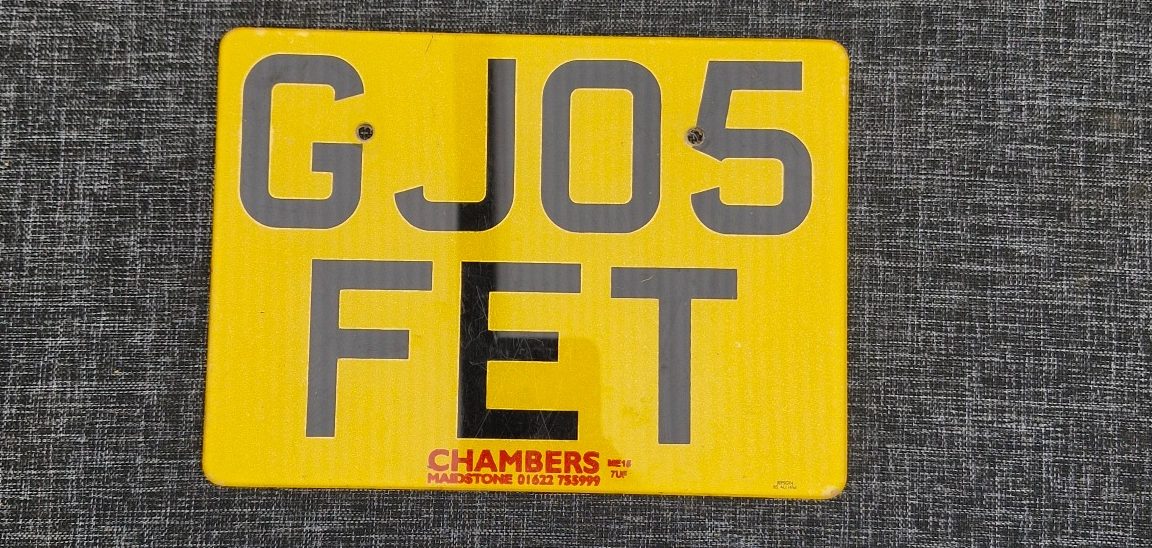 GJ05
FET
CHAMBERS ME15
MAIDSTONE 01622 755999 7UF